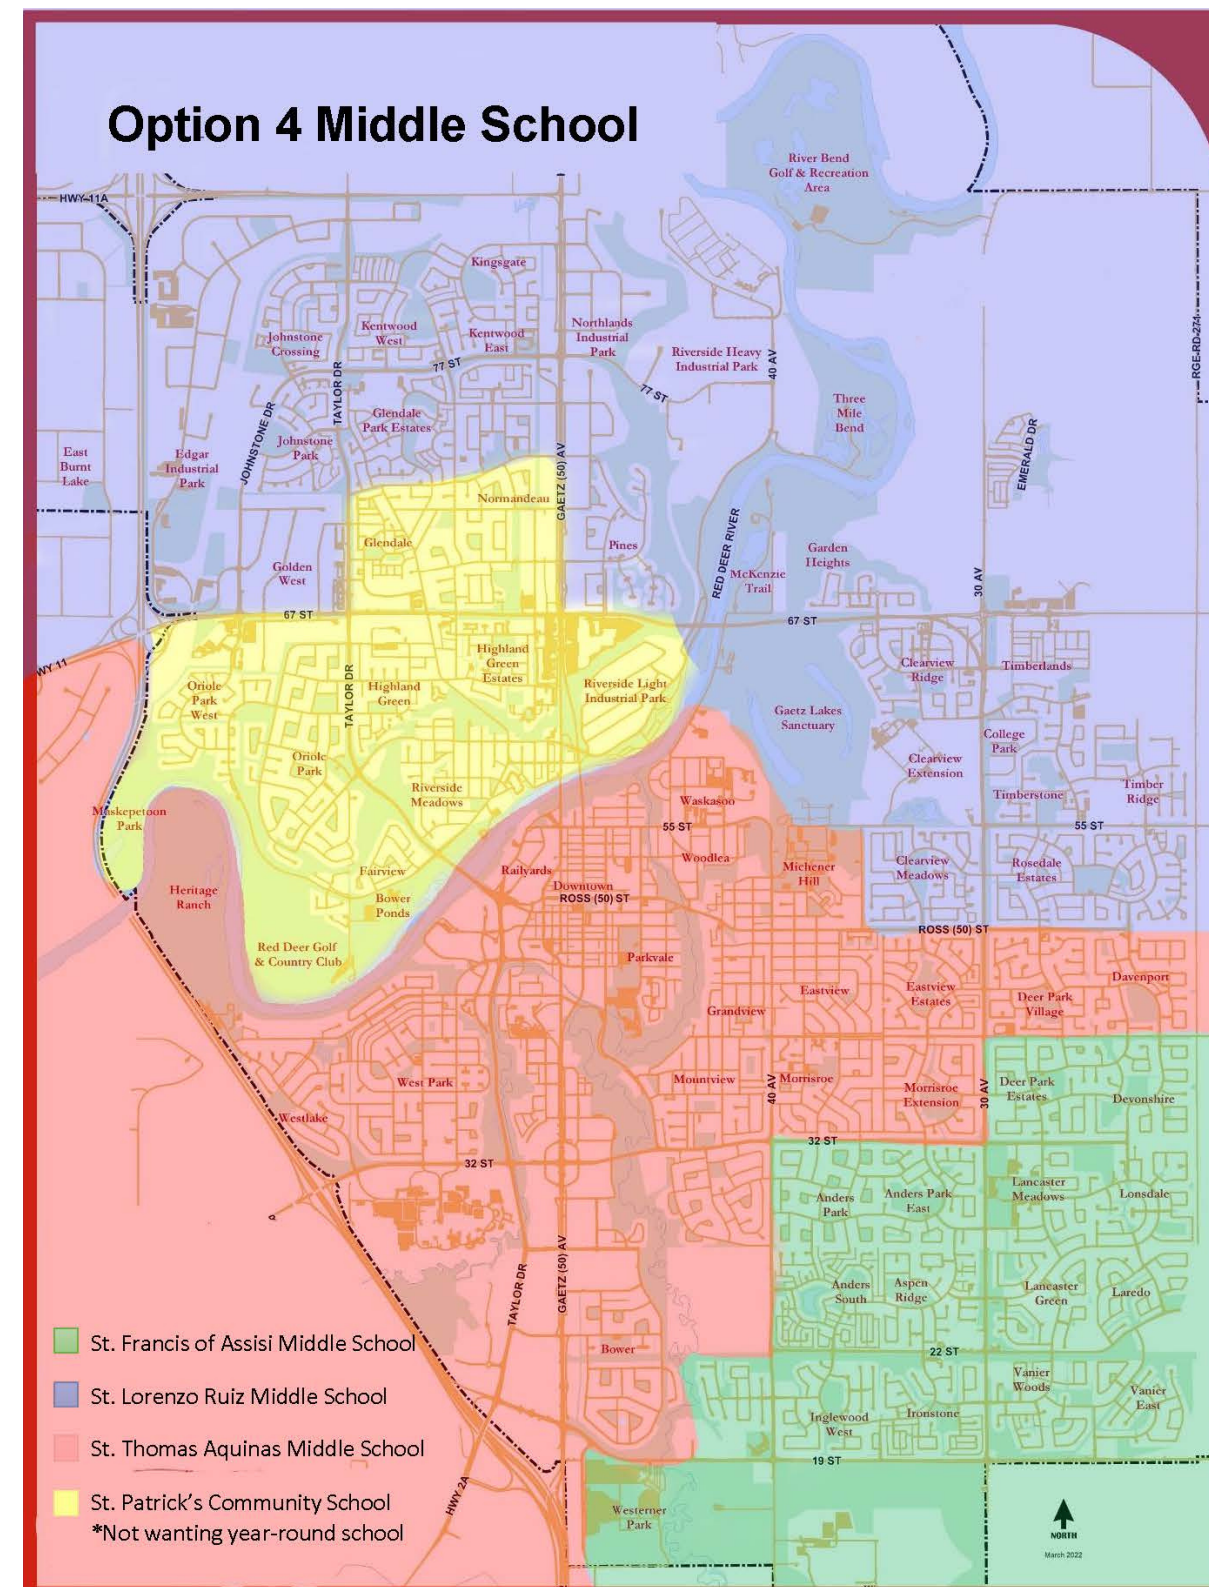 Option 4 Middle School
River Bend
Golf & Recreation
Area
HWY 11A
Kingsgate
Kentwood
West
Kentwood
East
Northlands
Industrial
Park
Johnstone
Crossing
Riverside Heavy
Industrial Park
77 ST
77 ST
40 AV
RGE-RD-274
TAYLOR DR
JOHNSTONE DR
Glendale
Park Estates
Three
Mile
Bend
Johnstone
Park
East
Burnt
Lake
Edgar
Industrial
Park
EMERALD DR
GAETZ (50) AV
Normandeau
Glendale
Pines
RED DEER RIVER
Garden
Heights
McKenzie
Trail
30 AV
Golden
West
67 ST
67 ST
Highland
Green
Estates
Clearview
Ridge
Timberlands
WY 11
Oriole
Park
West
TAYLOR DR
Highland
Green
Riverside Light
Industrial Park
Gaetz Lakes
Sanctuary
College
Park
Oriole
Park
Clearview
Extension
Riverside
Meadows
Timberstone
Timber
Ridge
Waskasoo
Maskepetoon
Park
55 ST
55 ST
Woodlea
Michener
Hill
Clearview
Meadows
Rosedale
Estates
Fairview
Railyards
Heritage
Ranch
Bower
Ponds
Downtown
ROSS (50) ST
ROSS (50) ST
Red Deer Golf
& Country Club
Parkvale
Davenport
Eastview
Eastview
Estates
Deer Park
Village
Grandview
West Park
Mountview
40 AV
Morrisroe
Morrisroe
Extension
30 AV
Deer Park
Estates
Devonshire
Westlake
32 ST
32 ST
Lancaster
Meadows
Lonsdale
Anders
Park
Anders Park
East
TAYLOR DR
GAETZ (50) AV
Anders
South
Aspen
Ridge
Lancaster
Green
Laredo
St. Francis of Assisi Middle School
Bower
22 ST
Vanier
Woods
Vanier
East
St. Lorenzo Ruiz Middle School
Inglewood
West
Ironstone
St. Thomas Aquinas Middle School
19 ST
HWY 2A
St. Patrick's Community School
*Not wanting year-round school
Westerner
Park
NORTH
March 2022